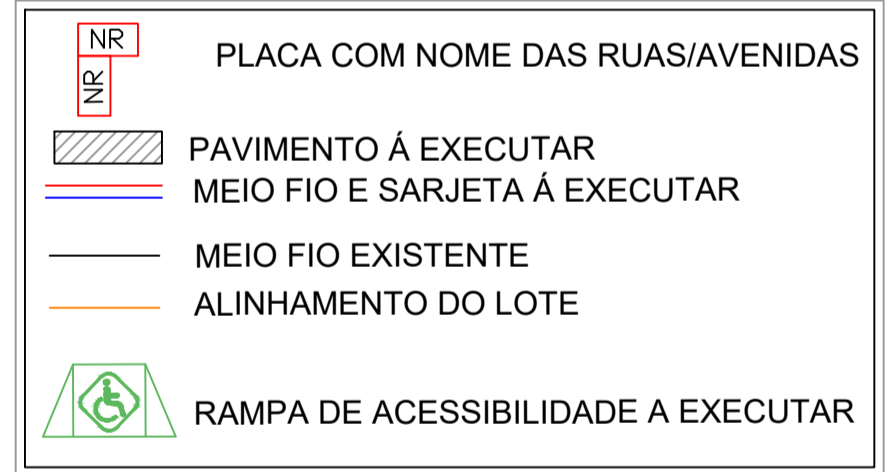 NR
NR
PLACA COM NOME DAS RUAS/AVENIDAS
PAVIMENTO Á EXECUTAR
MEIO FIO E SARJETA Á EXECUTAR
MEIO FIO EXISTENTE
ALINHAMENTO DO LOTE
RAMPA DE ACESSIBILIDADE A EXECUTAR